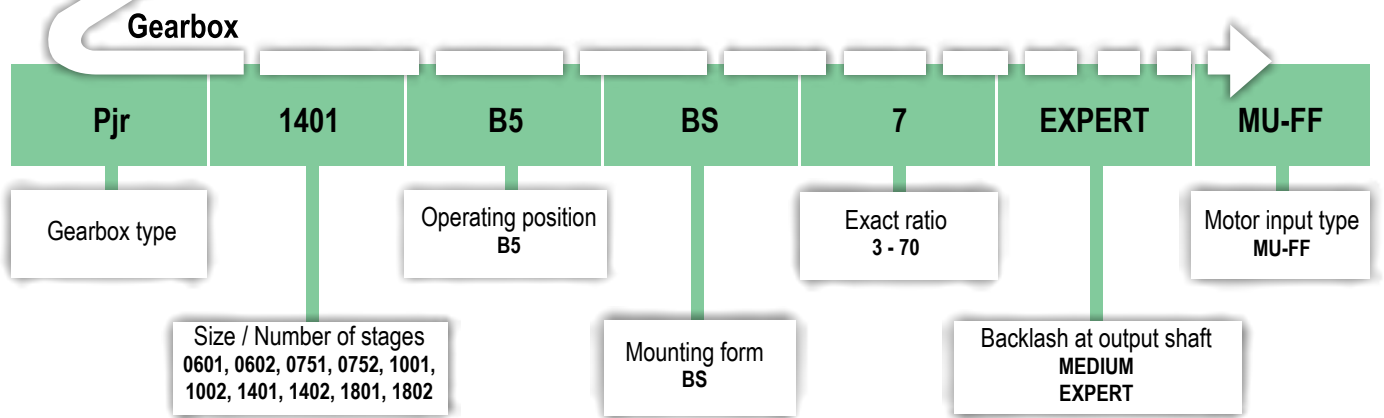 Gearbox
Pjr 1401 B5 BS 7 EXPERT MU-FF
Gearbox type
Size / Number of stages
0601, 0602, 0751, 0752, 1001,
1002, 1401, 1402, 1801, 1802
Operating position
B5
Mounting form
BS
Exact ratio
3 - 70
Backlash at output shaft
MEDIUM
EXPERT
Motor input type
MU-FF